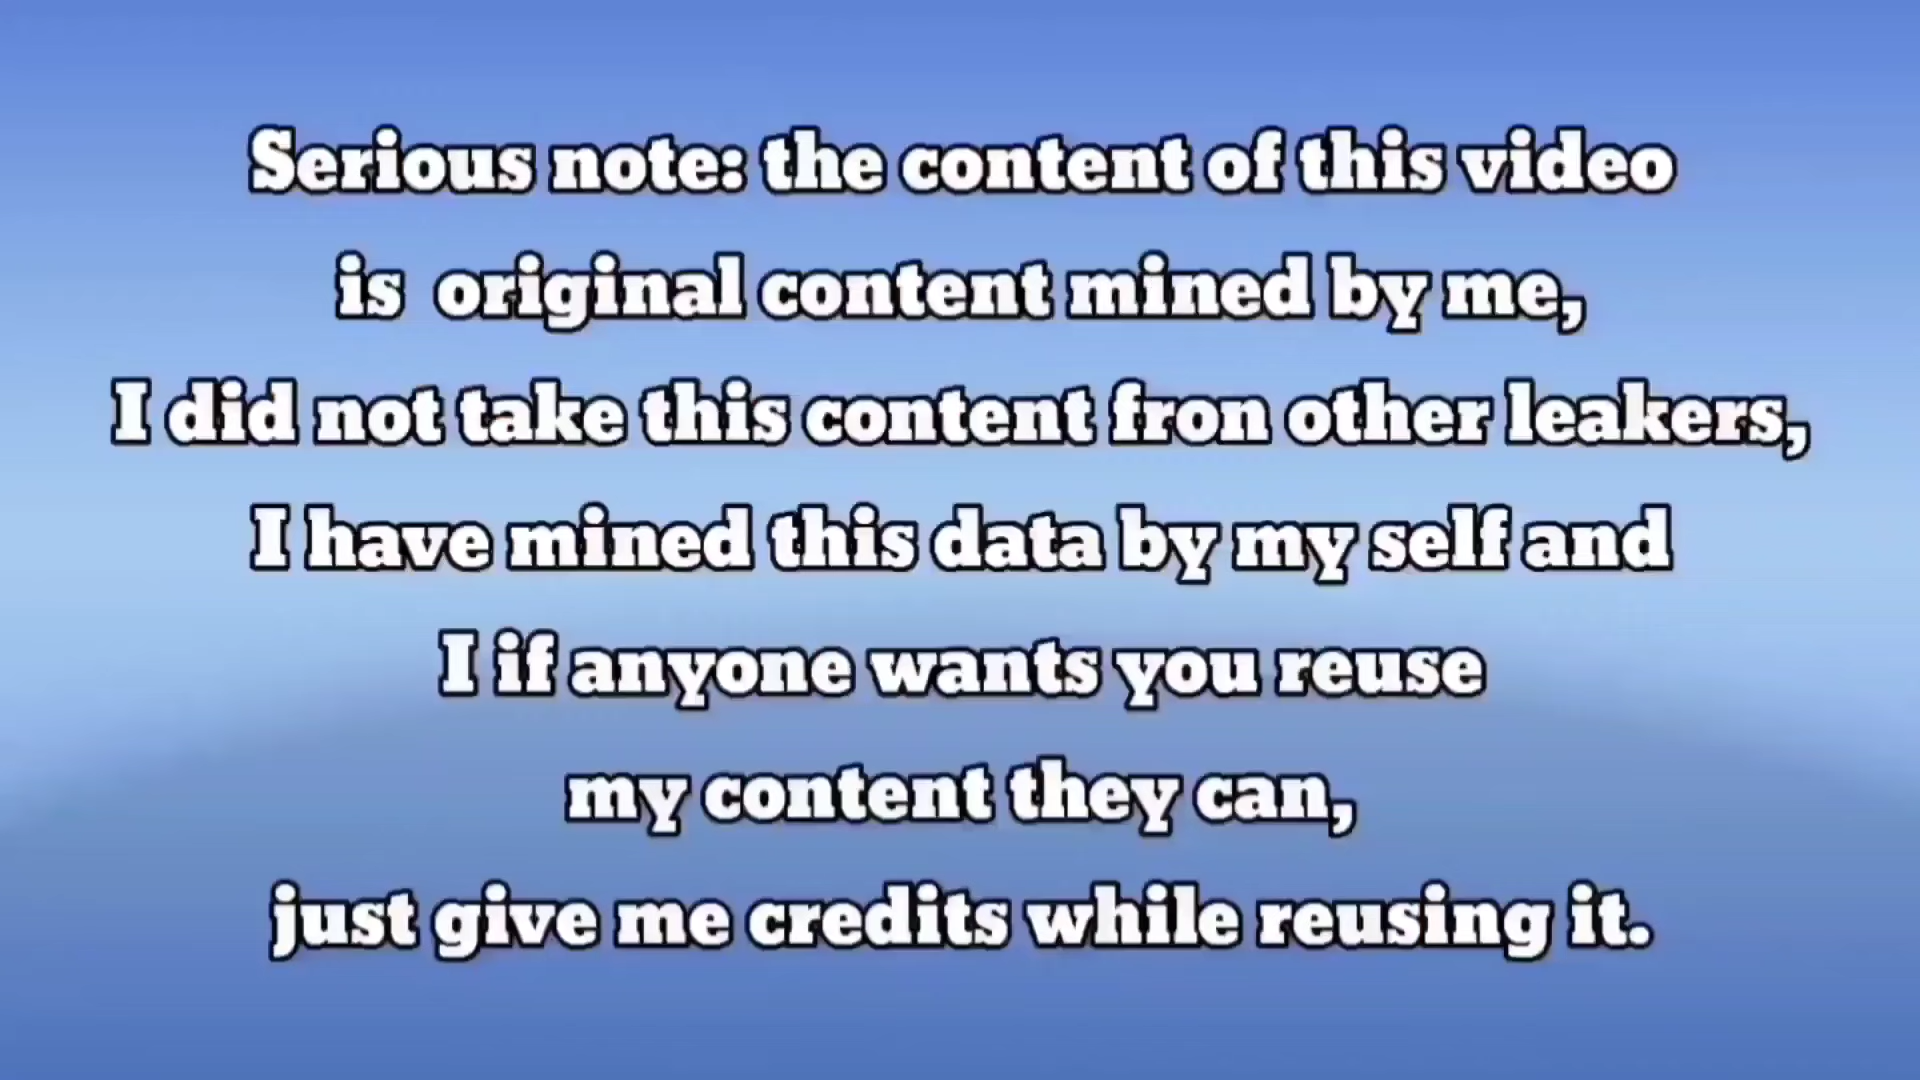 Serious note: the content of this video
is  original content mined by me,
I did not take this content fron other leakers,
I have mined this data by my self and
I if anyone wants you reuse
my content they can,
just give me credits while reusing it.